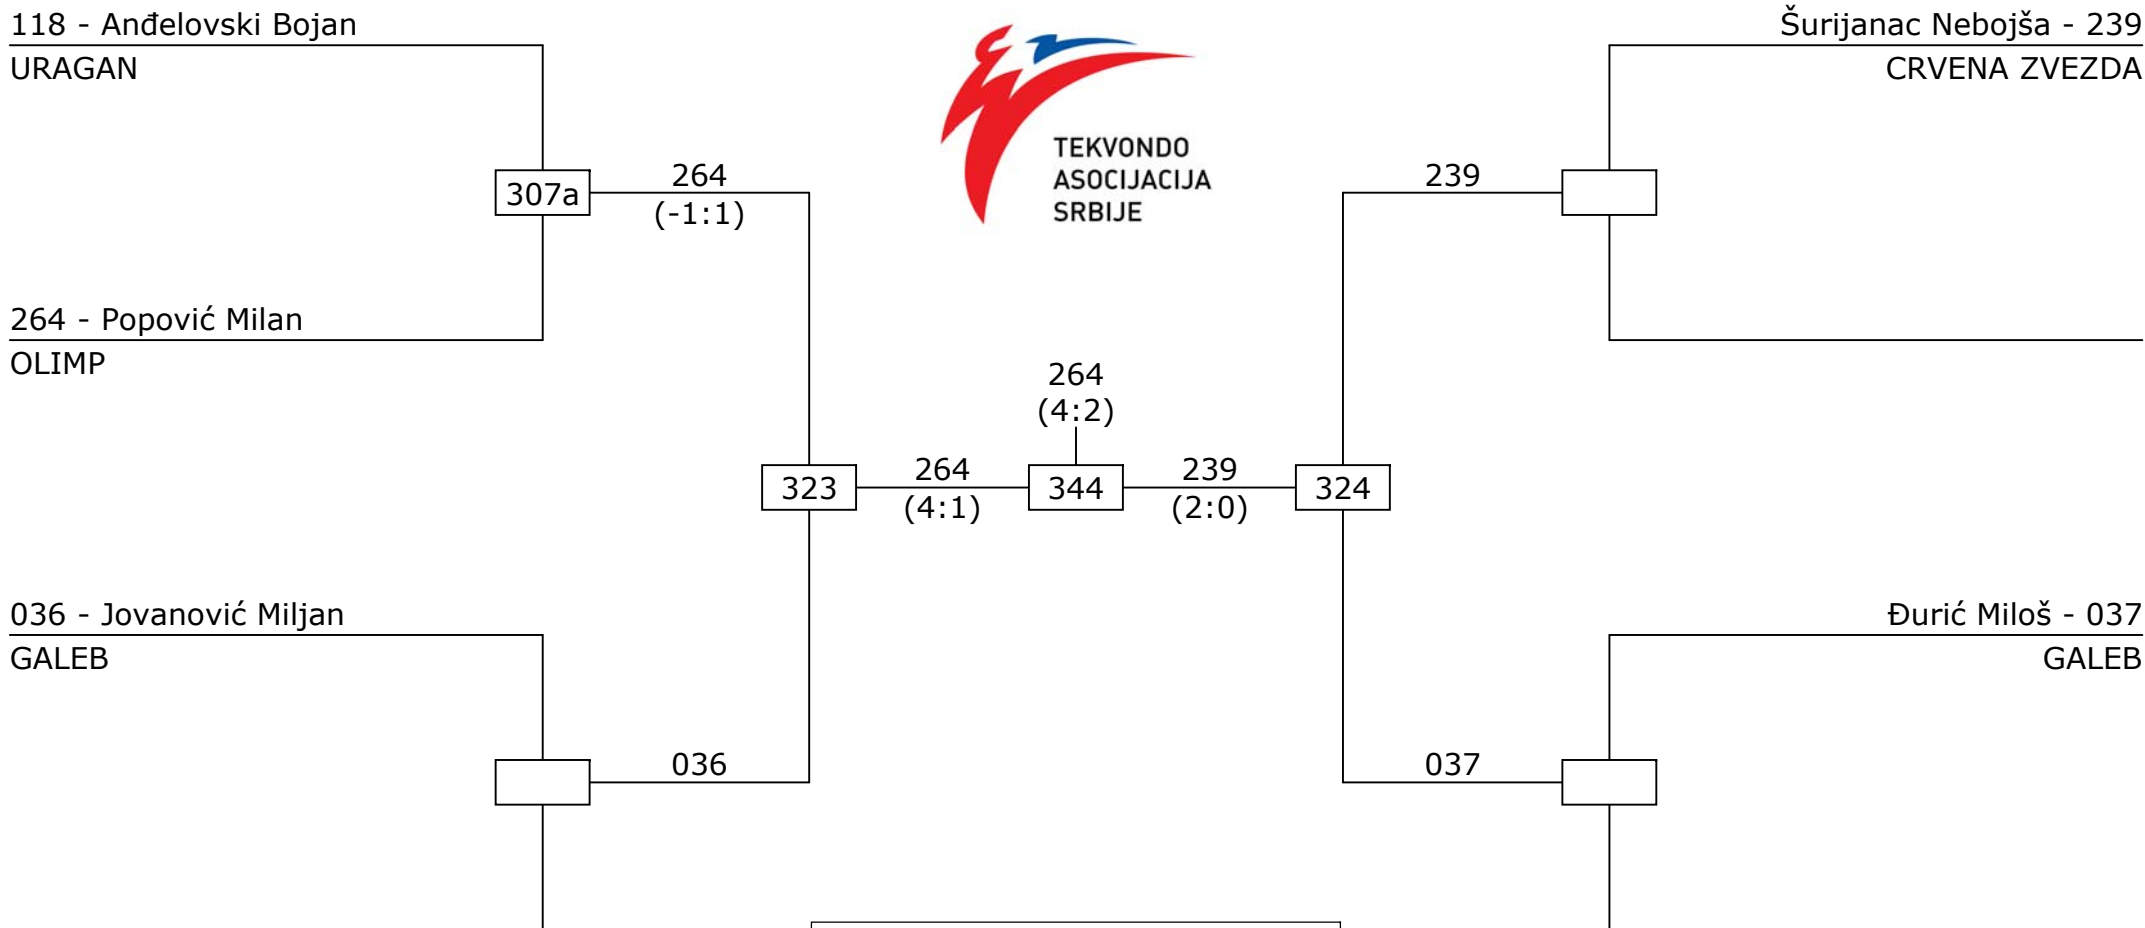 118 - Anđelovski Bojan
URAGAN
Šurijanac Nebojša - 239
CRVENA ZVEZDA
TEKVONDO
ASOCIJACIJA
SRBIJE
307a
264
(-1:1)
239
264 - Popović Milan
OLIMP
264
(4:2)
323
264
(4:1)
344
239
(2:0)
324
036 - Jovanović Miljan
GALEB
Đurić Miloš - 037
GALEB
036
037